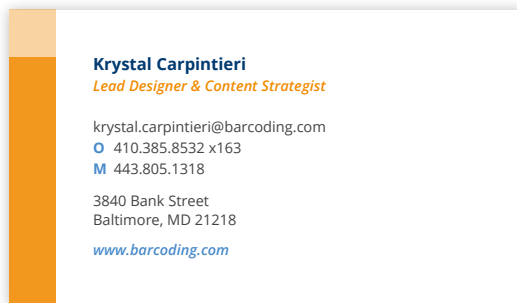 Krystal Carpintieri
Lead Designer & Content Strategist
krystal.carpintieri@barcoding.com
O 410.385.8532 x163
M 443.805.1318
3840 Bank Street
Baltimore, MD 21218
www.barcoding.com